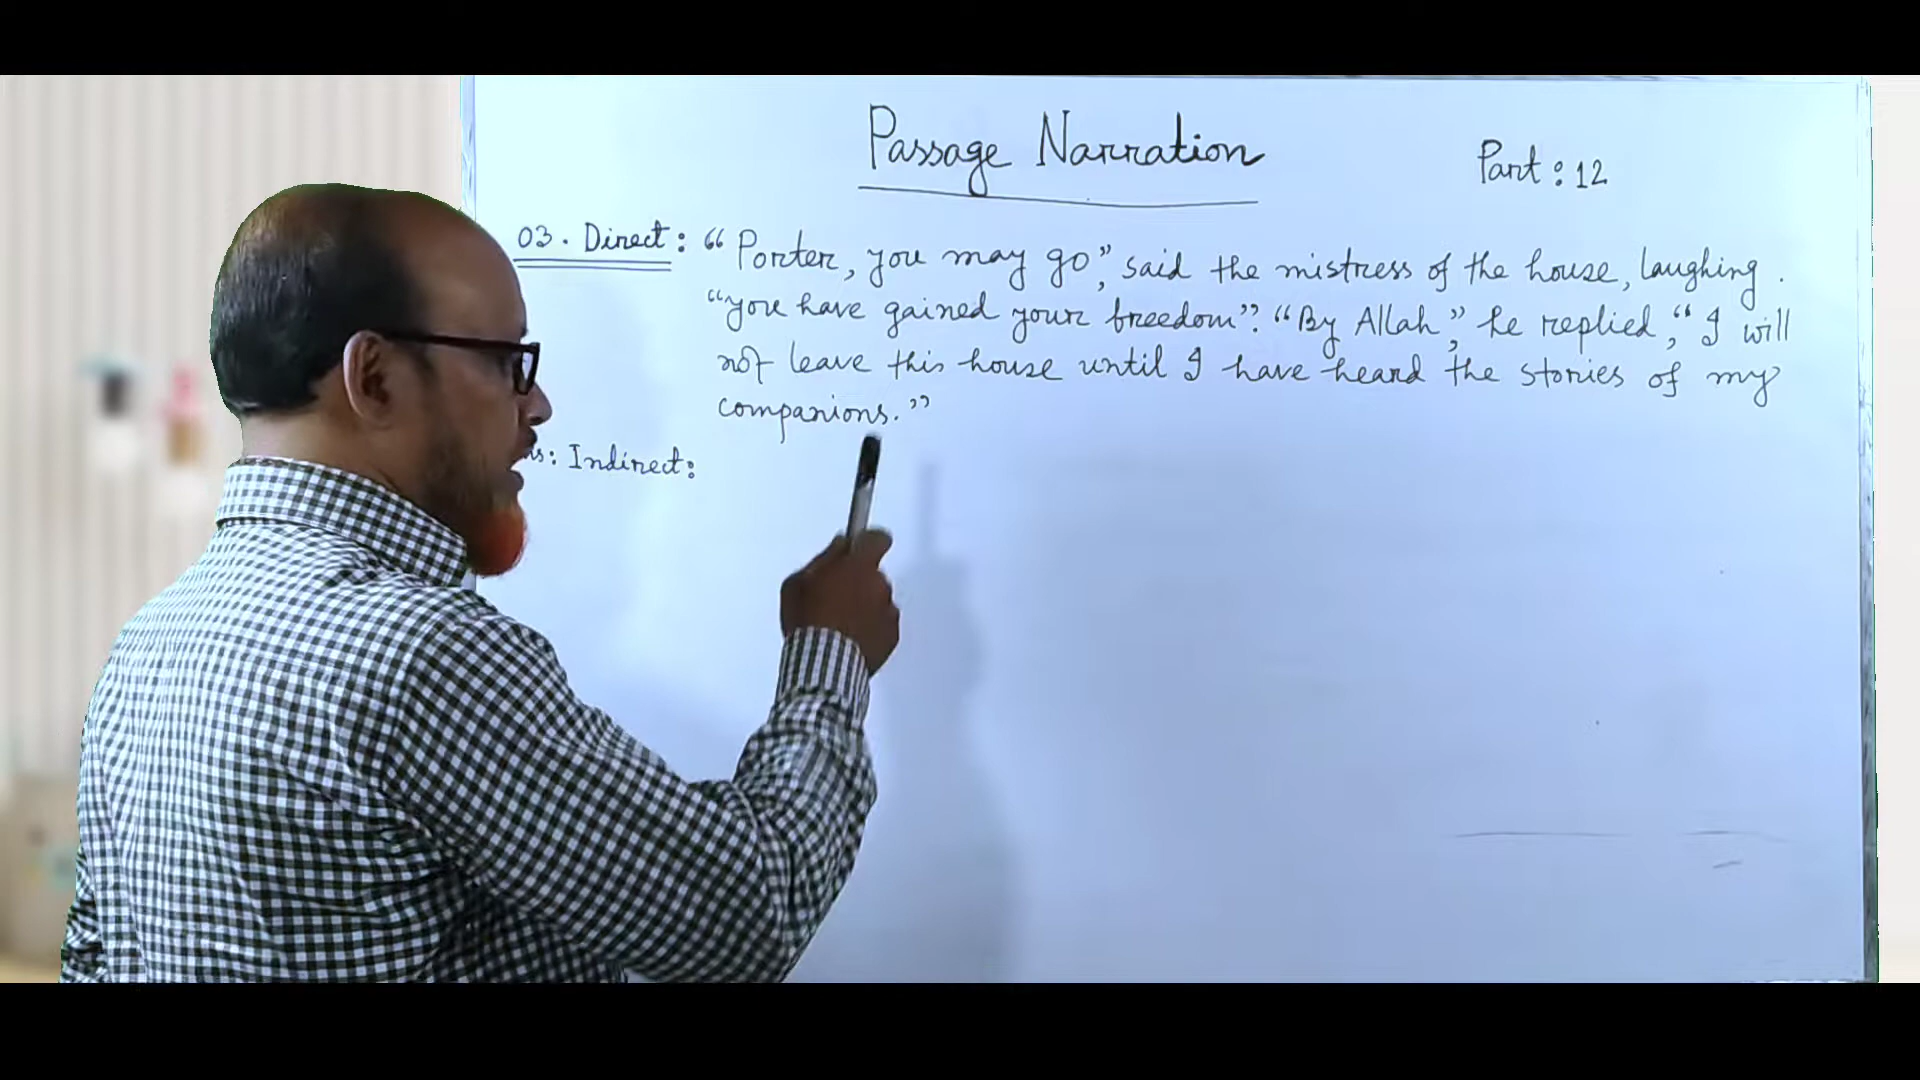 Passage Narration
Part : 12
03. Direct : “Porter, you may go,” said the mistress of the house, laughing.
“you have gained your freedom”. “By Allah,” he replied, “I will
not leave this house until I have heard the stories of my
companions.”
Indirect: